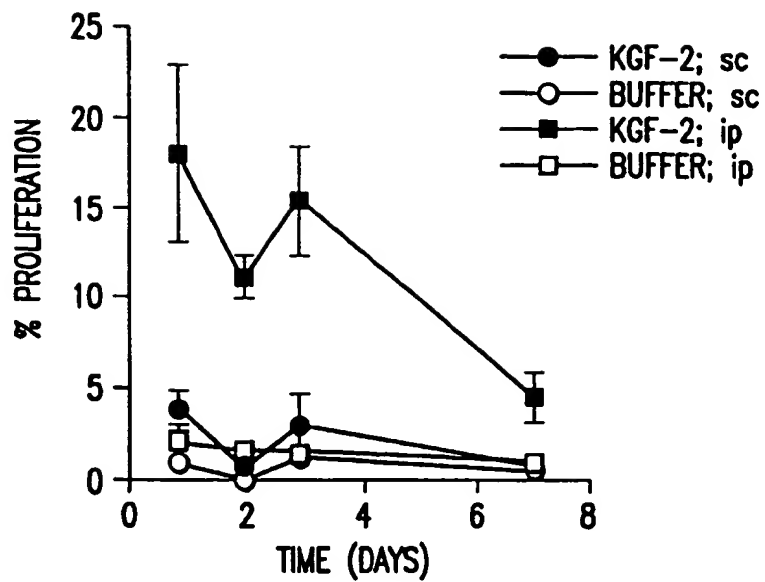 25
20
15
10
5
0
% PROLIFERATION
0 2 4 6 8
TIME (DAYS)
KGF-2; sc
BUFFER; sc
KGF-2; ip
BUFFER; ip